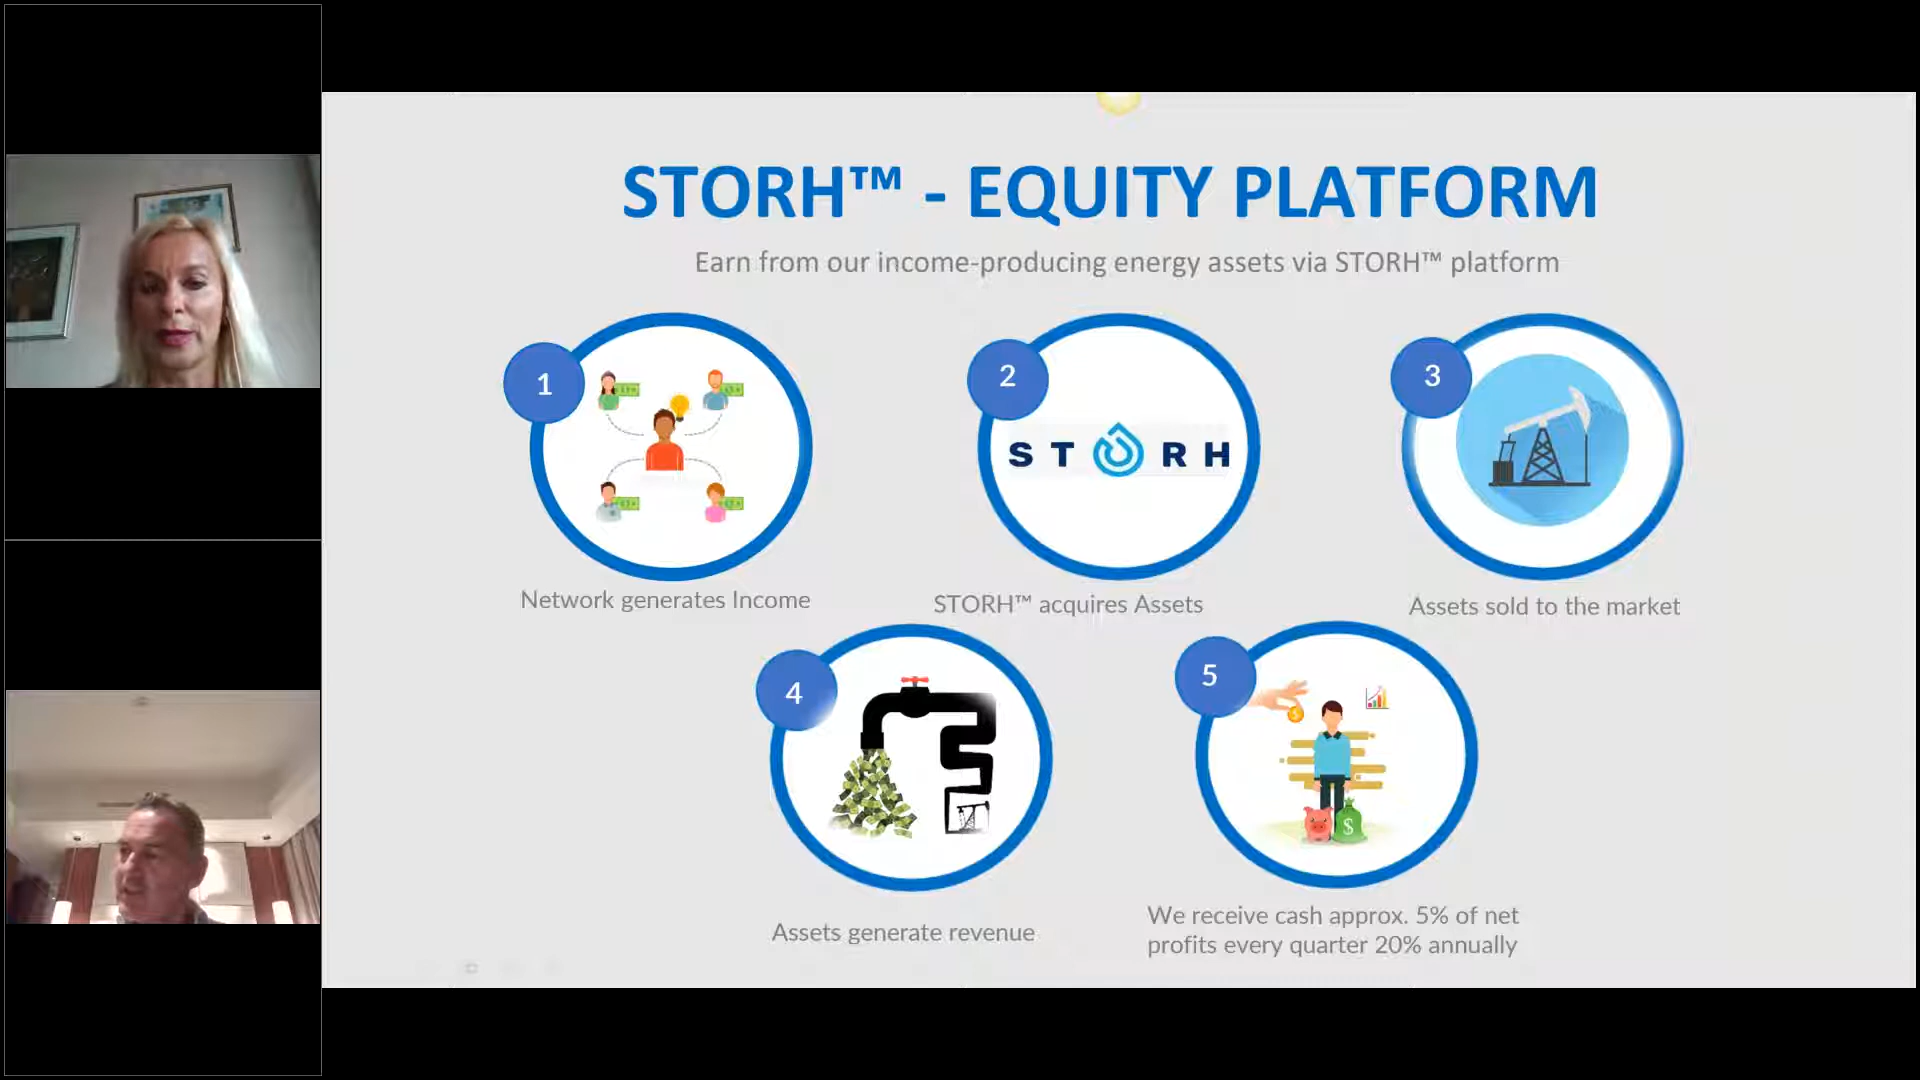 STORH™ - EQUITY PLATFORM
Earn from our income-producing energy assets via STORH™ platform
1
2
3
ST RH
Network generates Income
STORH™ acquires Assets
Assets sold to the market
4
5
$
$
Assets generate revenue
We receive cash approx. 5% of net
profits every quarter 20% annually